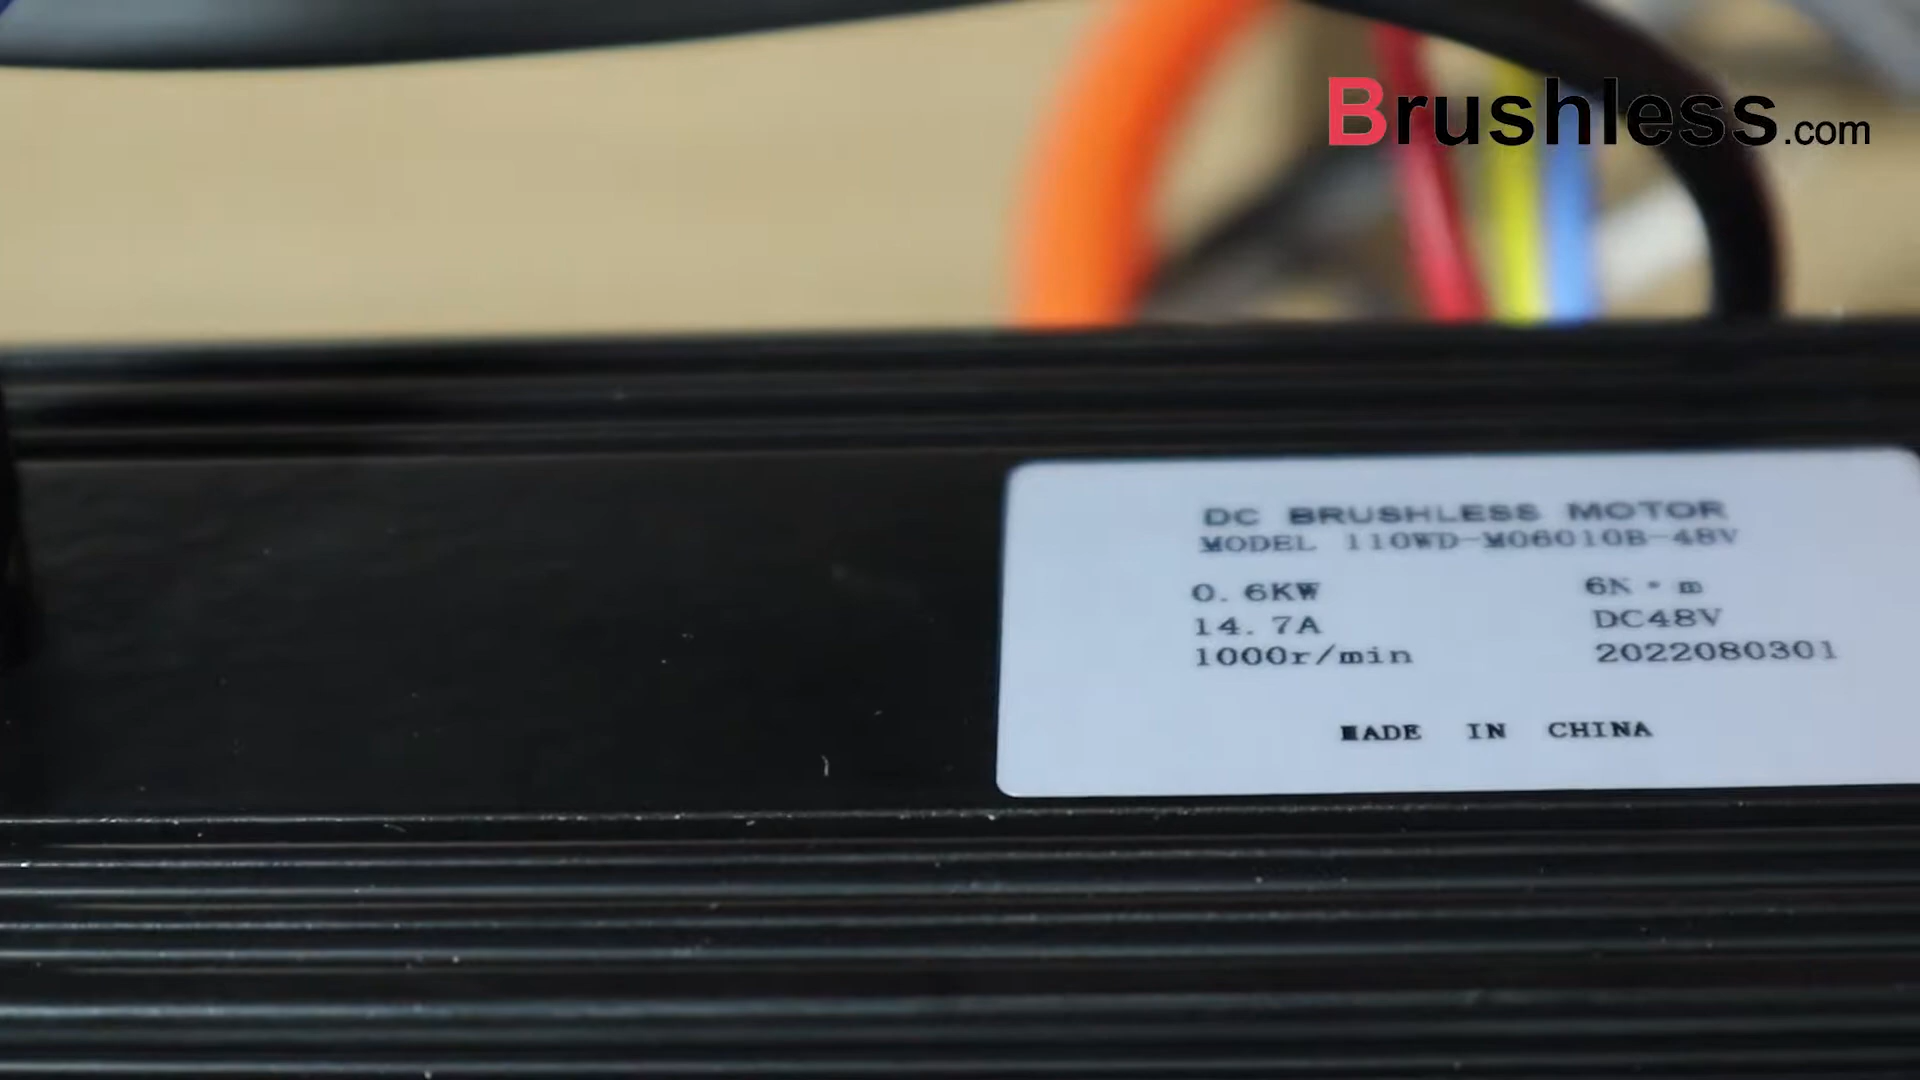 Brushless.com
DC BRUSHLESS MOTOR
MODEL 110WD-M06010B-48V
0.6KW 6N·m
14.7A DC48V
1000r/min 2022080301
MADE IN CHINA